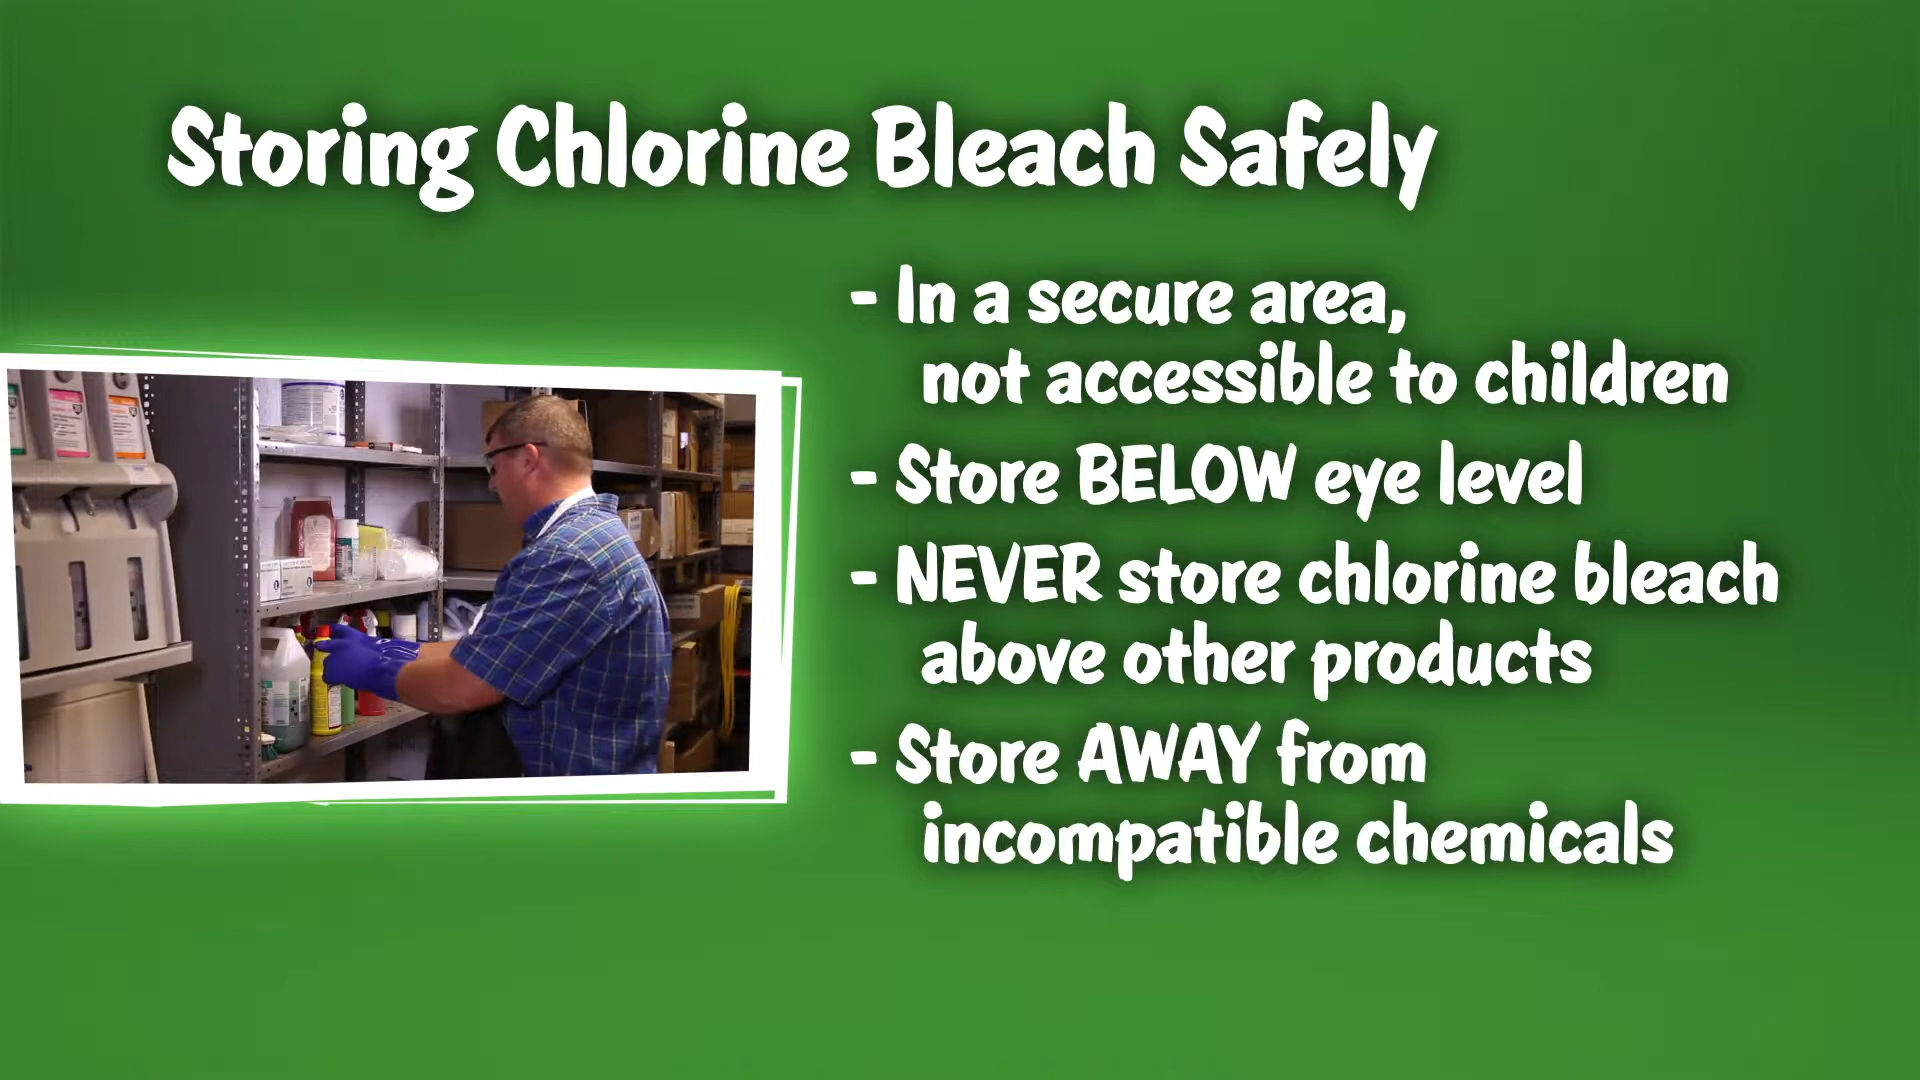 Storing Chlorine Bleach Safely
- In a secure area,
not accessible to children
- Store BELOW eye level
- NEVER store chlorine bleach
above other products
- Store AWAY from
incompatible chemicals